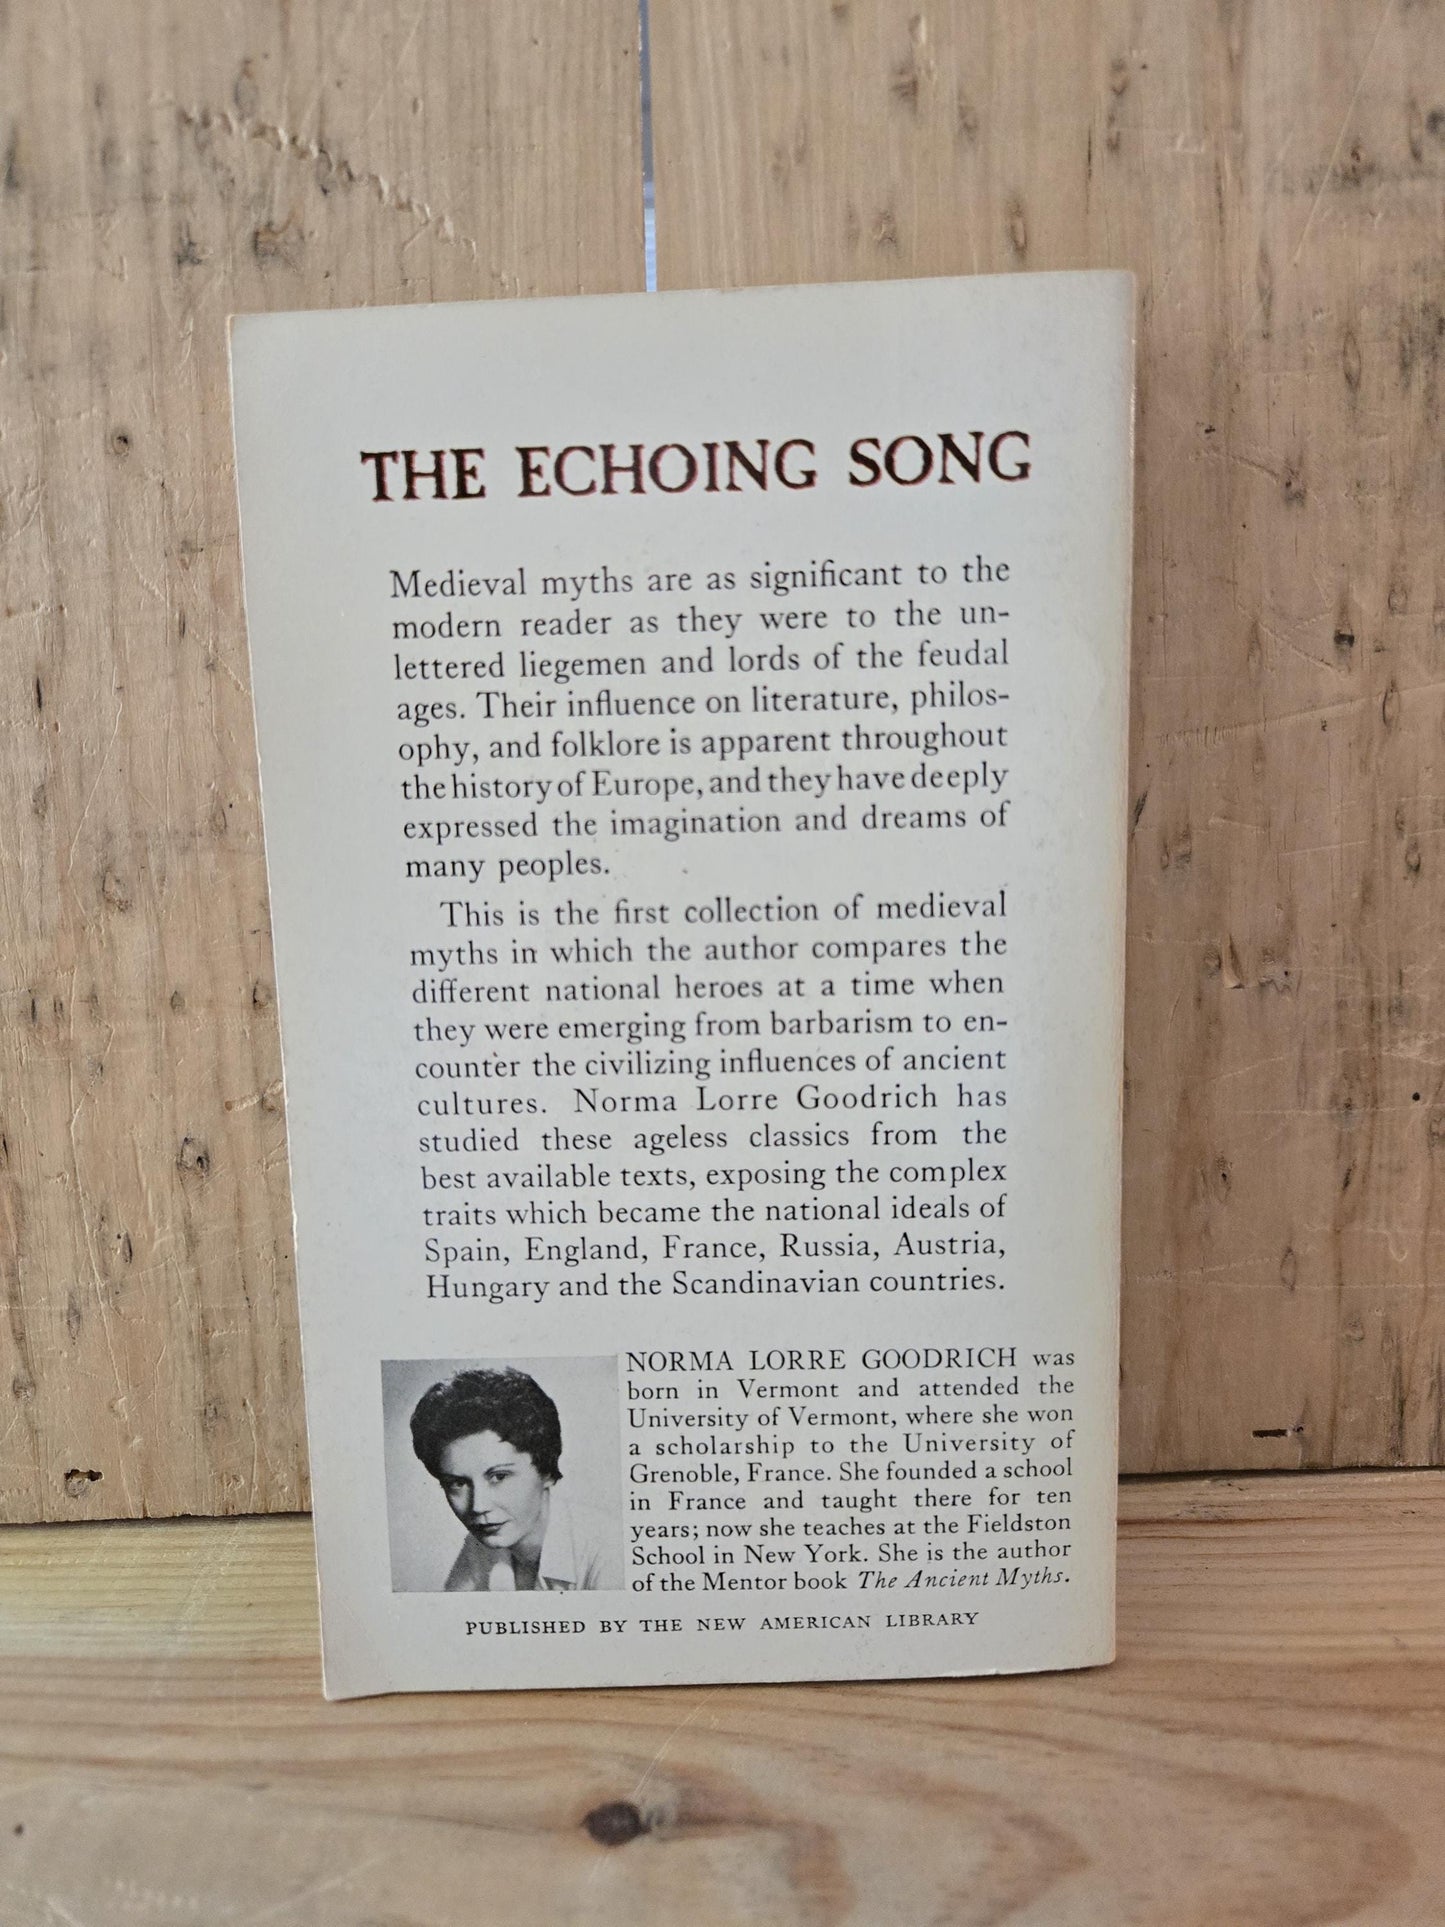 THE ECHOING SONG
Medieval myths are as significant to the
modern reader as they were to the un-
lettered liegemen and lords of the feudal
ages. Their influence on literature, philos-
ophy, and folklore is apparent throughout
the history of Europe, and they have deeply
expressed the imagination and dreams of
many peoples.
This is the first collection of medieval
myths in which the author compares the
different national heroes at a time when
they were emerging from barbarism to en-
counter the civilizing influences of ancient
cultures. Norma Lorre Goodrich has
studied these ageless classics from the
best available texts, exposing the complex
traits which became the national ideals of
Spain, England, France, Russia, Austria,
Hungary and the Scandinavian countries.
NORMA LORRE GOODRICH was
born in Vermont and attended the
University of Vermont, where she won
a scholarship to the University of
Grenoble, France. She founded a school
in France and taught there for ten
years; now she teaches at the Fieldston
School in New York. She is the author
of the Mentor book The Ancient Myths.
PUBLISHED BY THE NEW AMERICAN LIBRARY